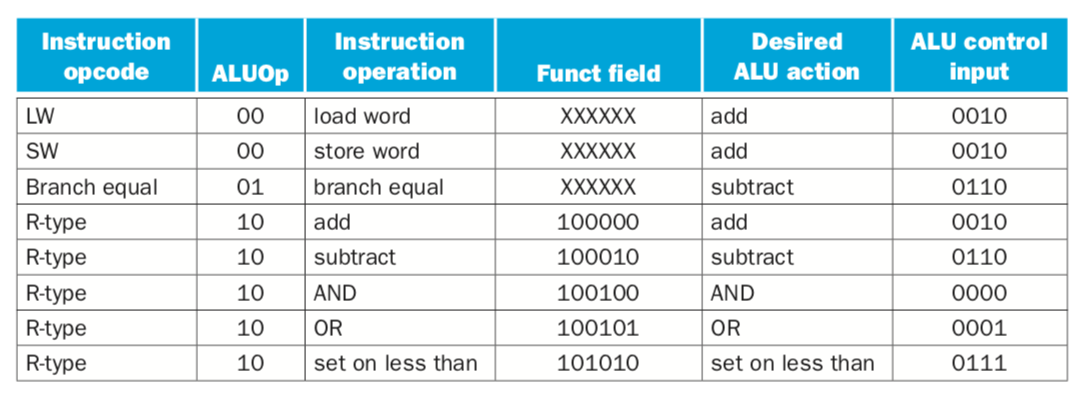 Instruction opcode ALUOp Instruction operation Funct field Desired ALU action ALU control input
LW 00 load word XXXXXX add 0010
SW 00 store word XXXXXX add 0010
Branch equal 01 branch equal XXXXXX subtract 0110
R-type 10 add 100000 add 0010
R-type 10 subtract 100010 subtract 0110
R-type 10 AND 100100 AND 0000
R-type 10 OR 100101 OR 0001
R-type 10 set on less than 101010 set on less than 0111